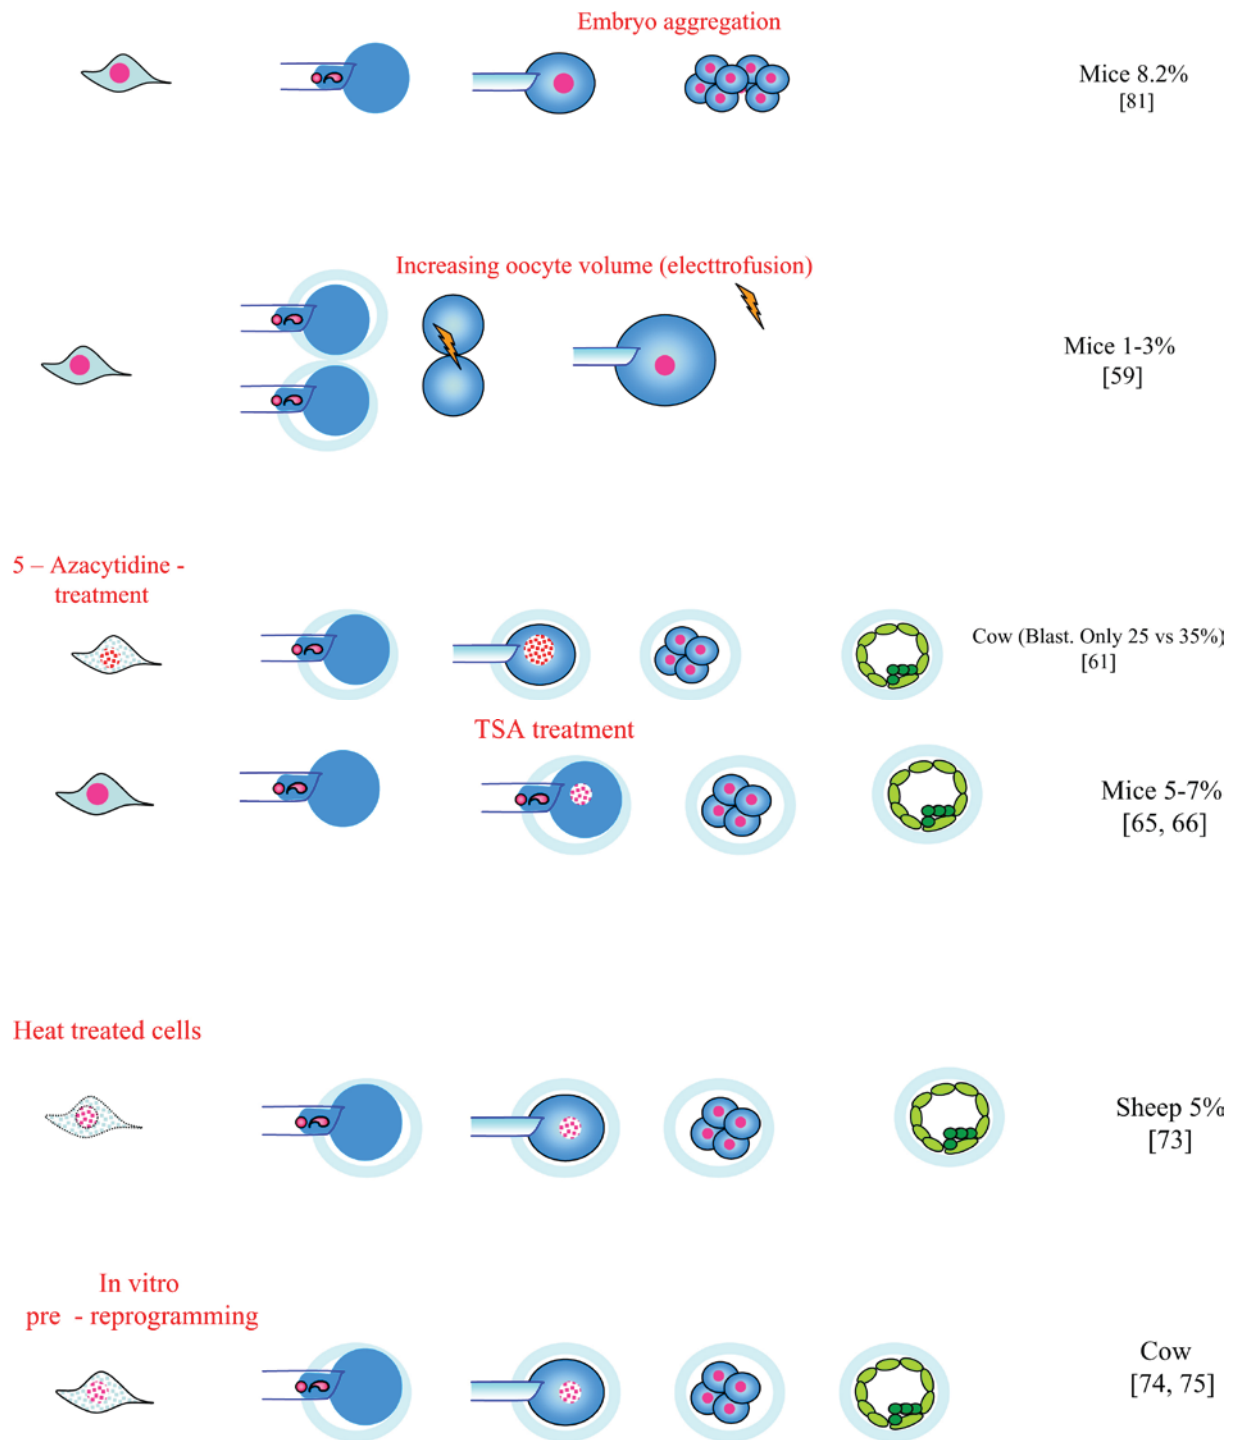 Embryo aggregation
Mice 8.2%
[81]
Increasing oocyte volume (electtrofusion)
Mice 1-3%
[59]
5 – Azacytidine -
treatment
Cow (Blast. Only 25 vs 35%)
[61]
TSA treatment
Mice 5-7%
[65, 66]
Heat treated cells
Sheep 5%
[73]
In vitro
pre - reprogramming
Cow
[74, 75]